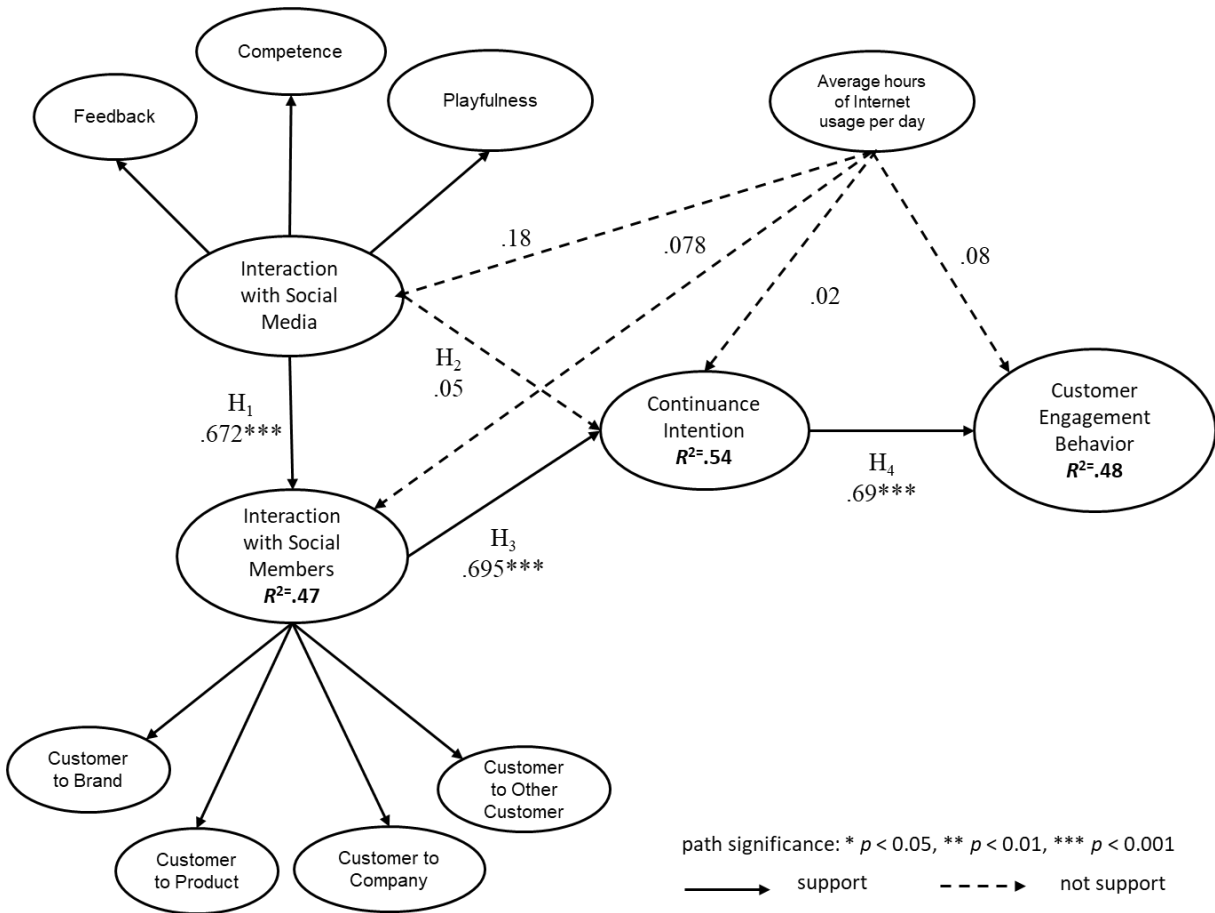 Competence
Feedback
Playfulness
Average hours
of Internet
usage per day
Interaction
with Social
Media
.18
.078
.02
.08
H₂
.05
H₁
.672***
Continuance
Intention
R²⁼.54
Customer
Engagement
Behavior
R²⁼.48
H₄
.69***
Interaction
with Social
Members
R²⁼.47
H₃
.695***
Customer
to Brand
Customer
to Product
Customer to
Company
Customer
to Other
Customer
path significance: * p < 0.05, ** p < 0.01, *** p < 0.001
support
not support